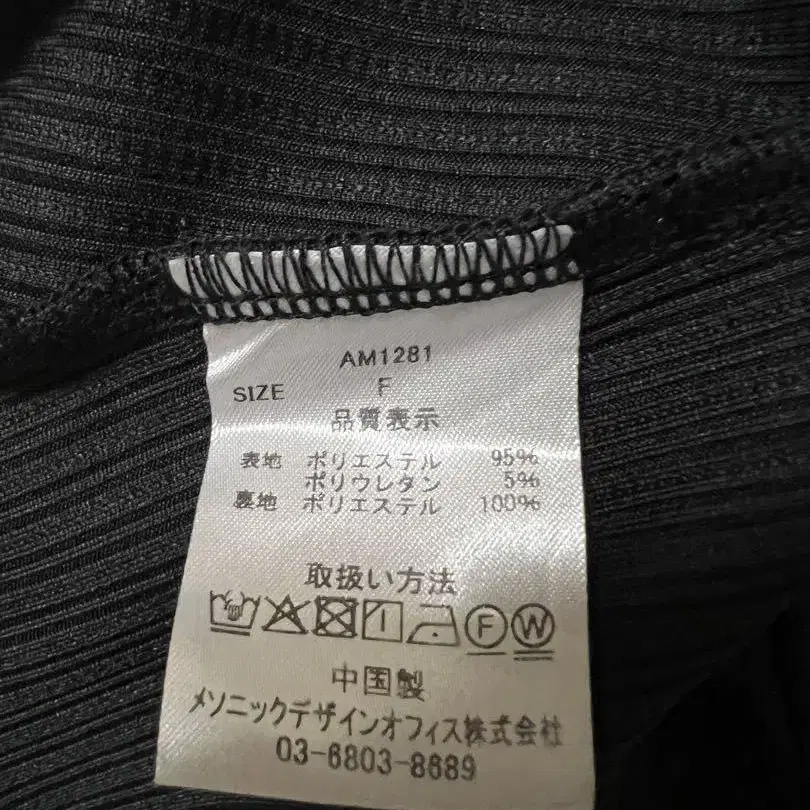 AM1281
SIZE F
品質表示
表地 ポリエステル 95%
ポリウレタン 5%
裏地 ポリエステル 100%
取扱い方法
F W
中国製
メソニックデザインオフィス株式会社
03-6803-8689